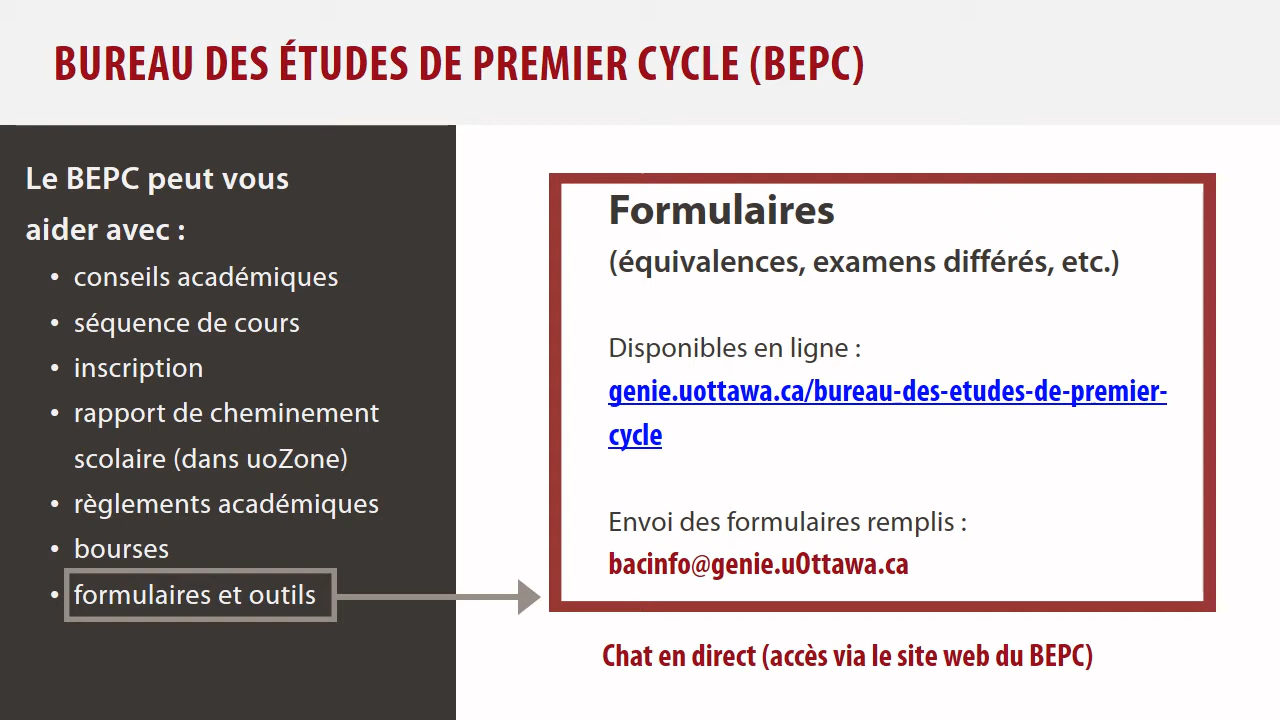 BUREAU DES ÉTUDES DE PREMIER CYCLE (BEPC)
Le BEPC peut vous
aider avec :
• conseils académiques
• séquence de cours
• inscription
• rapport de cheminement
scolaire (dans uoZone)
• règlements académiques
• bourses
• formulaires et outils
Formulaires
(équivalences, examens différés, etc.)
Disponibles en ligne :
genie.uottawa.ca/bureau-des-etudes-de-premier-
cycle
Envoi des formulaires remplis :
bacinfo@genie.uOttawa.ca
Chat en direct (accès via le site web du BEPC)